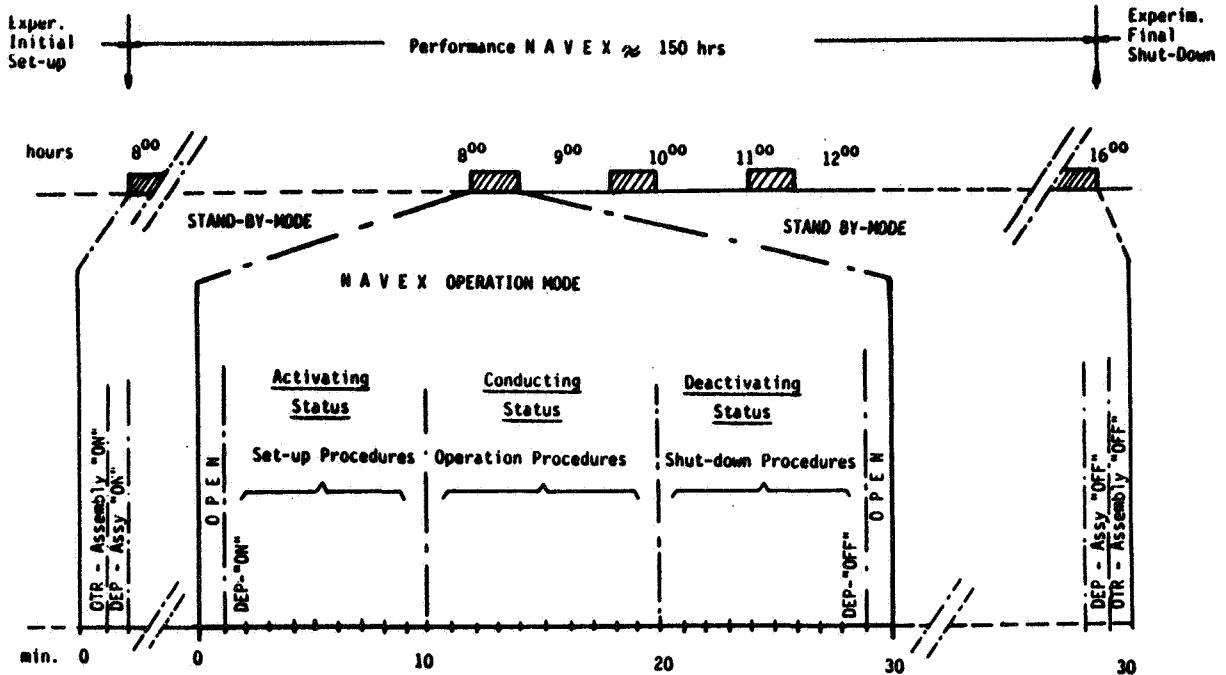 Exper.
Initial
Set-up
Performance N A V E X ≈ 150 hrs
Experim.
Final
Shut-Down
hours
8⁰⁰
8⁰⁰
9⁰⁰
10⁰⁰
11⁰⁰
12⁰⁰
16⁰⁰
STAND-BY-MODE
STAND BY-MODE
N A V E X OPERATION MODE
Activating
Status
Conducting
Status
Deactivating
Status
Set-up Procedures
Operation Procedures
Shut-down Procedures
OTR - Assembly "ON"
DEP - Assy "ON"
O P E N
DEP-"ON"
DEP-"OFF"
O P E N
DEP - Assy "OFF"
OTR - Assembly "OFF"
min.
0
0
10
20
30
30